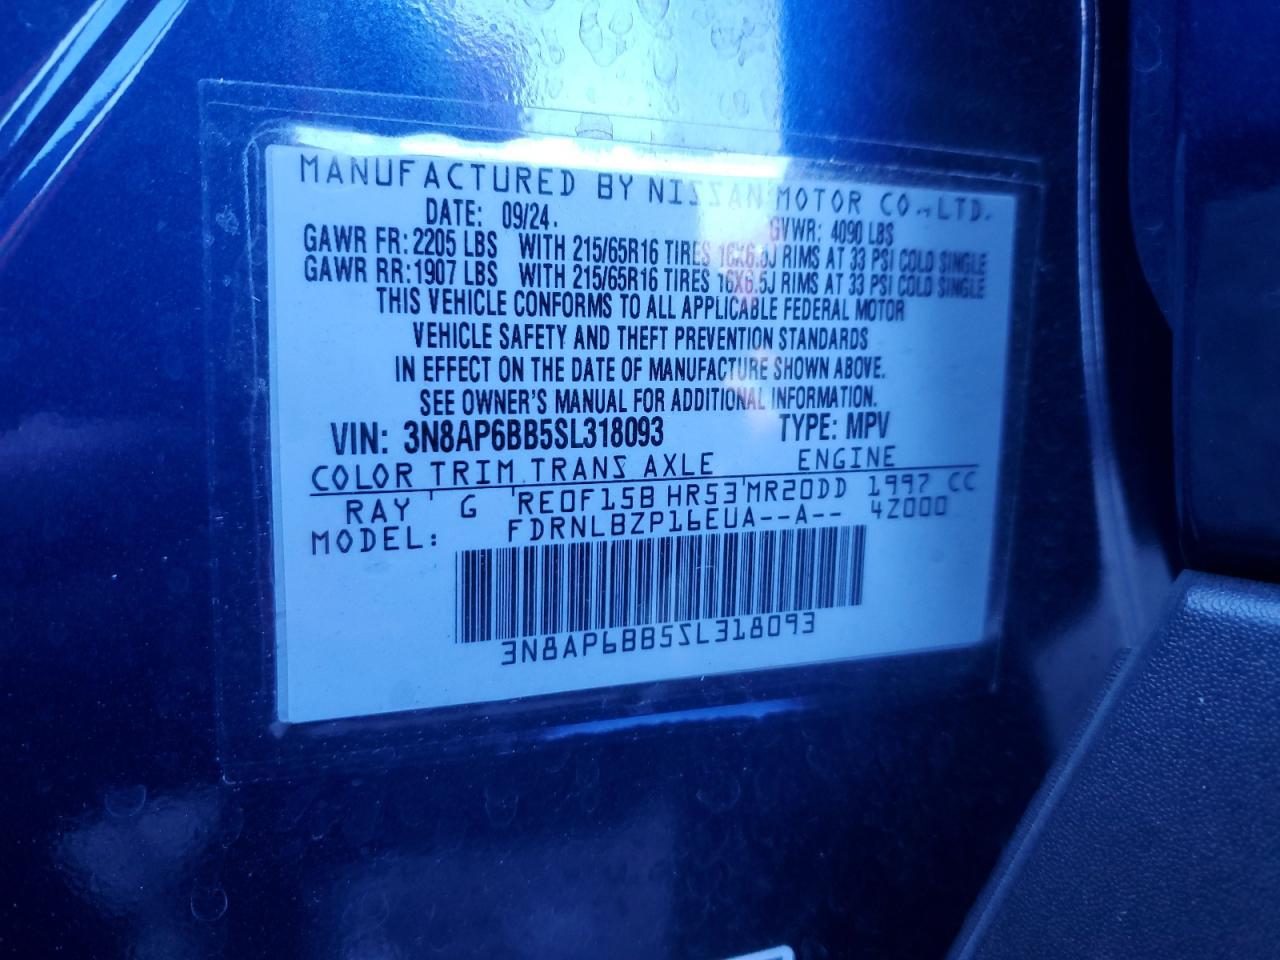 MANUFACTURED BY NISSAN MOTOR CO., LTD.
DATE: 09/24. GVWR: 4090 LBS
GAWR FR: 2205 LBS WITH 215/65R16 TIRES 16X6.5J RIMS AT 33 PSI COLD SINGLE
GAWR RR: 1907 LBS WITH 215/65R16 TIRES 16X6.5J RIMS AT 33 PSI COLD SINGLE
THIS VEHICLE CONFORMS TO ALL APPLICABLE FEDERAL MOTOR
VEHICLE SAFETY AND THEFT PREVENTION STANDARDS
IN EFFECT ON THE DATE OF MANUFACTURE SHOWN ABOVE.
SEE OWNER'S MANUAL FOR ADDITIONAL INFORMATION.
VIN: 3N8AP6BB5SL318093 TYPE: MPV
COLOR TRIM TRANS AXLE ENGINE
RAY G RE0F15B HR53 MR20DD 1997 CC
MODEL: FDRNLBZP16EUA--A-- 42000
3N8AP6BB5SL318093